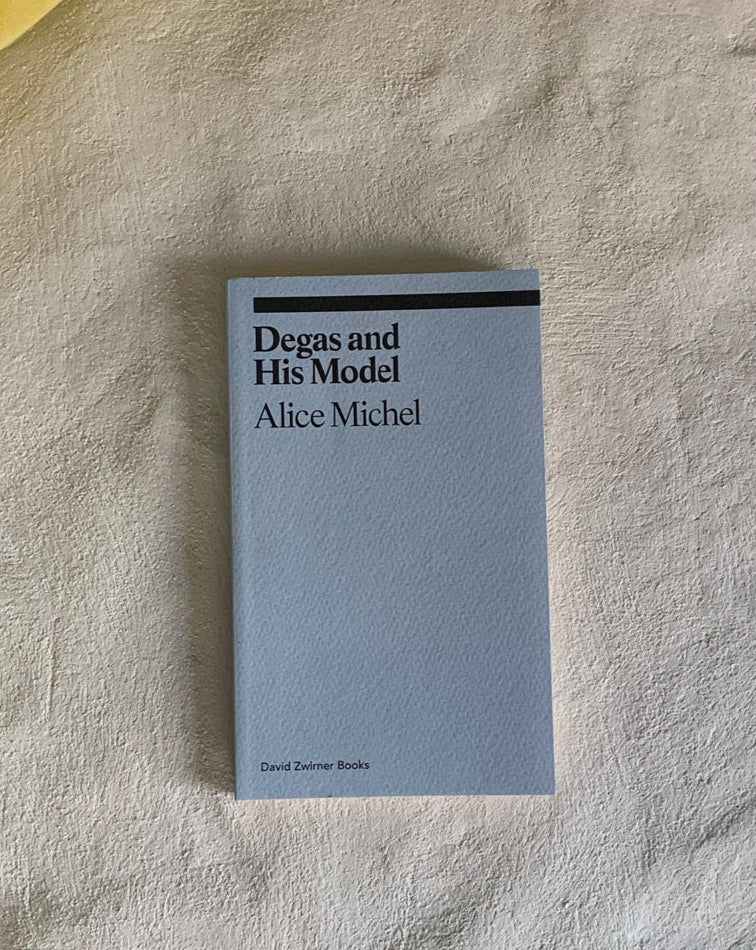 Degas and
His Model
Alice Michel
David Zwirner Books